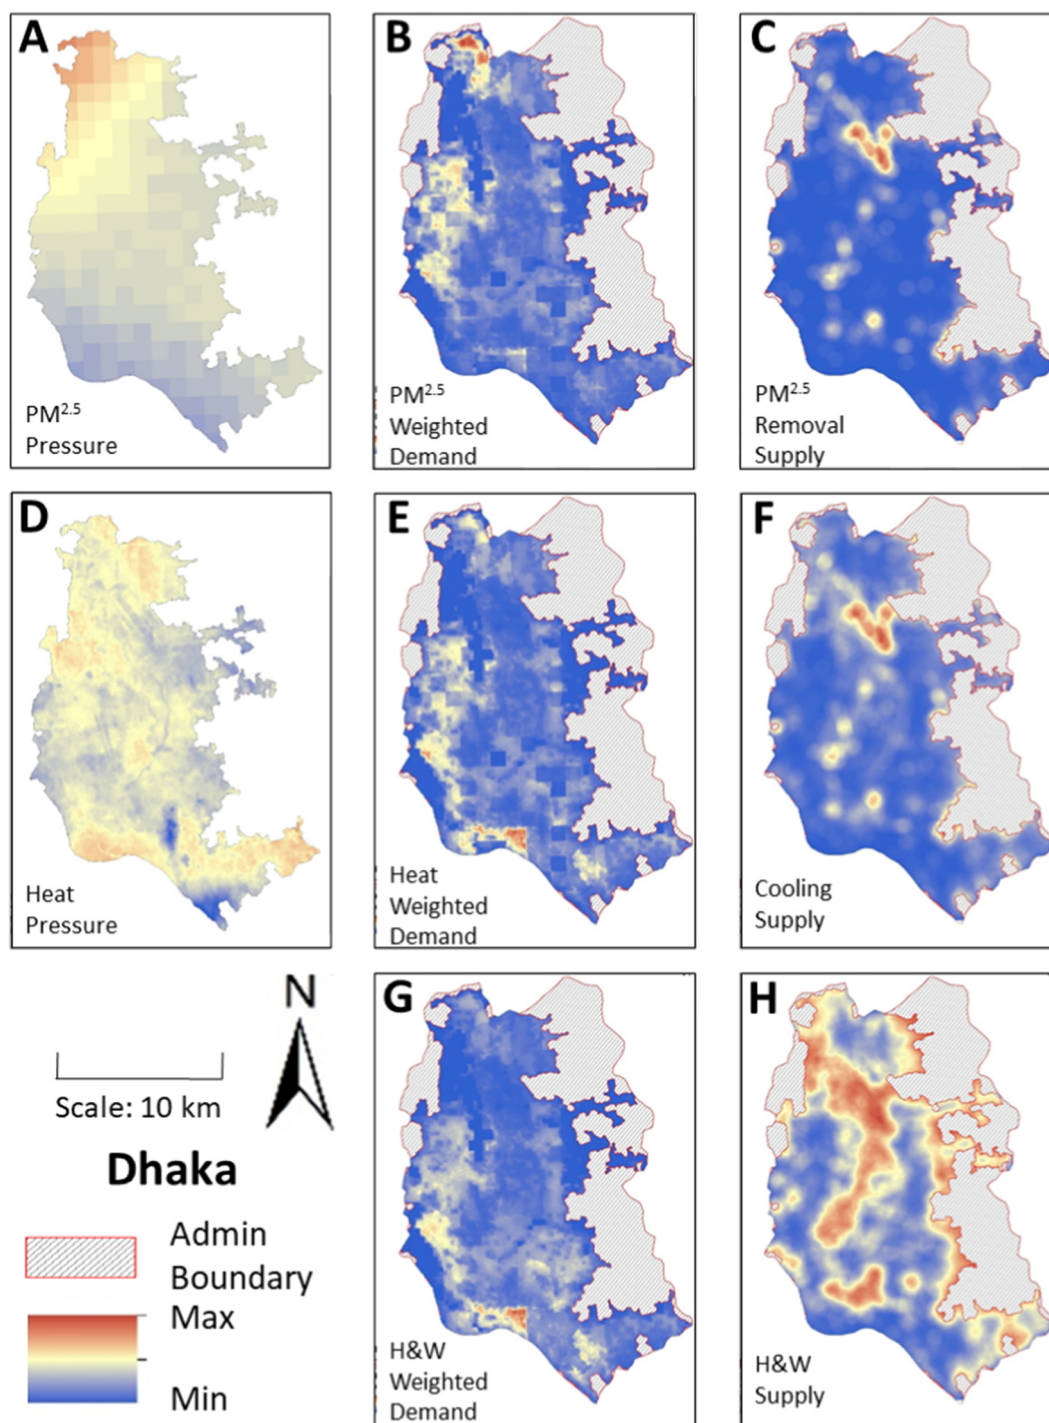 A
PM2.5
Pressure
B
PM2.5
Weighted
Demand
C
PM2.5
Removal
Supply
D
Heat
Pressure
E
Heat
Weighted
Demand
F
Cooling
Supply
N
Scale: 10 km
Dhaka
Admin
Boundary
Max
Min
G
H&W
Weighted
Demand
H
H&W
Supply